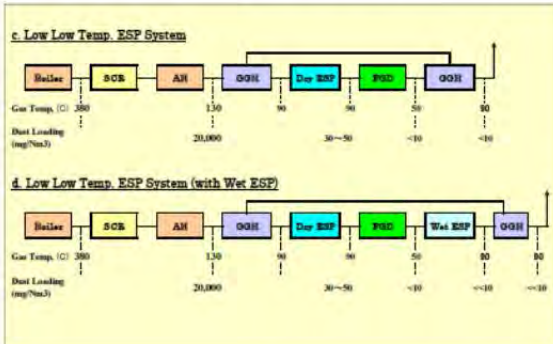 c. Low Low Temp. ESP System
Boiler SCR AH GGH Dry ESP FGD GGH
Gas Temp. (C) 380 130 90 90 50 80
Dust Loading 20,000 30~50 <10 <10
(mg/Nm3)
d. Low Low Temp. ESP System (with Wet ESP)
Boiler SCR AH GGH Dry ESP FGD Wet ESP GGH
Gas Temp. (C) 380 130 90 90 50 80
Dust Loading 20,000 30~50 <10 <<10 <<10
(mg/Nm3)